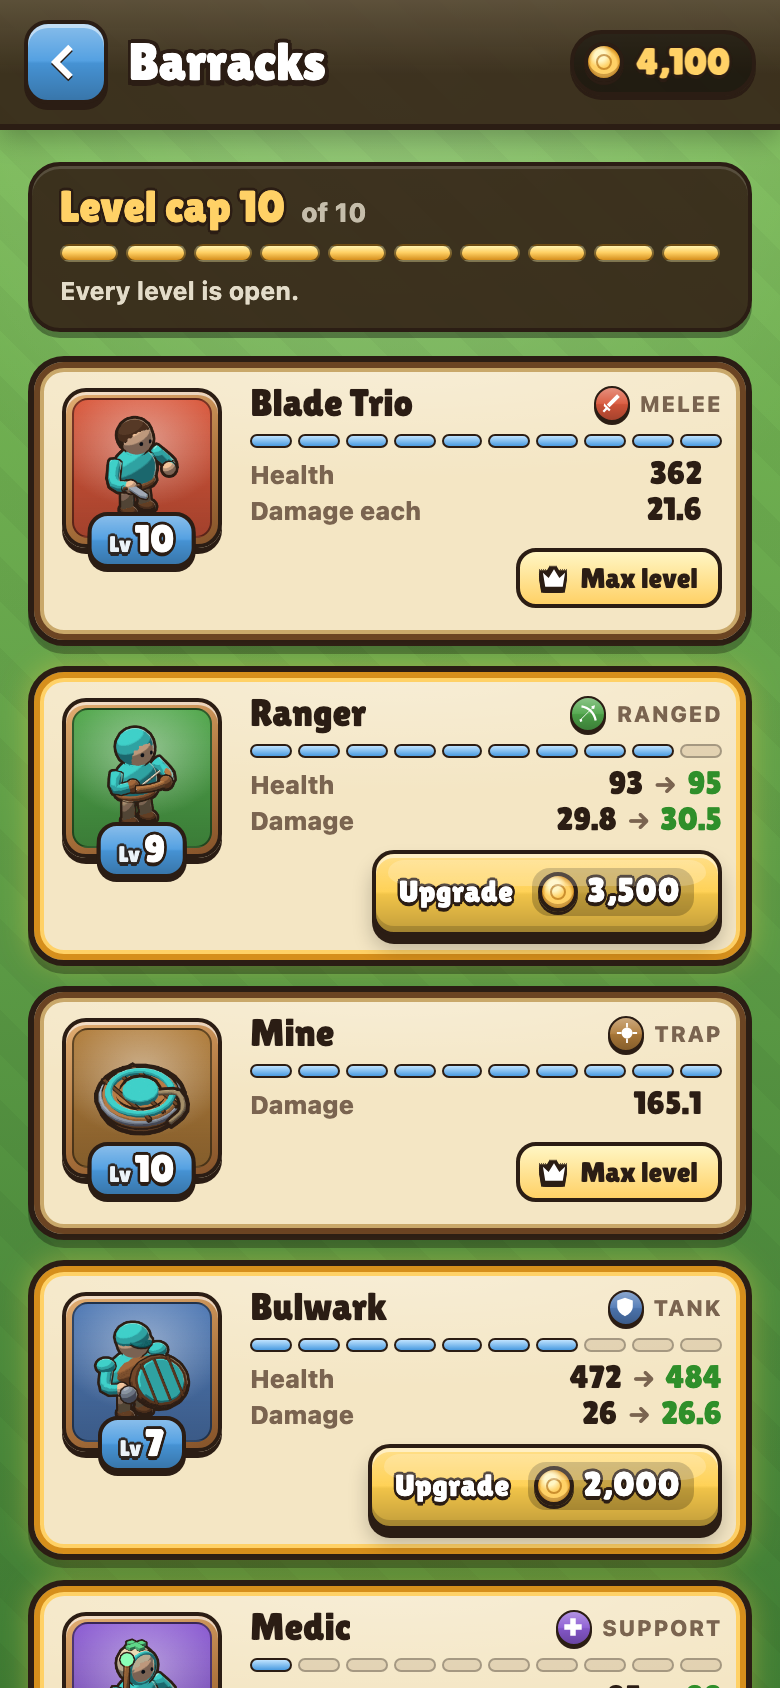 Barracks
4,100
Level cap 10 of 10
Every level is open.
Blade Trio
MELEE
Health 362
Damage each 21.6
Lv 10
Max level
Ranger
RANGED
Health 93 → 95
Damage 29.8 → 30.5
Lv 9
Upgrade 3,500
Mine
TRAP
Damage 165.1
Lv 10
Max level
Bulwark
TANK
Health 472 → 484
Damage 26 → 26.6
Lv 7
Upgrade 2,000
Medic
SUPPORT